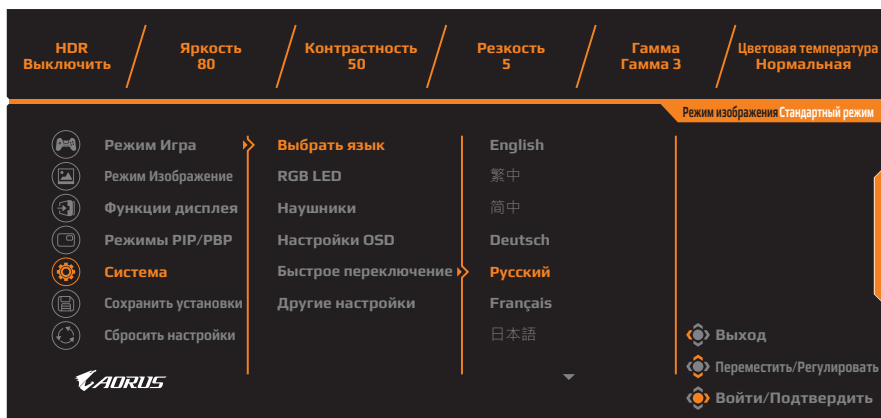 HDR
Выключить
Яркость
80
Контрастность
50
Резкость
5
Гамма
Гамма 3
Цветовая температура
Нормальная
Режим изображения Стандартный режим
Режим Игра
Режим Изображение
Функции дисплея
Режимы PIP/PBP
Система
Сохранить установки
Сбросить настройки
Выбрать язык
RGB LED
Наушники
Настройки OSD
Быстрое переключение
Другие настройки
English
繁中
简中
Deutsch
Русский
Français
日本語
Выход
Переместить/Регулировать
Войти/Подтвердить
AORUS